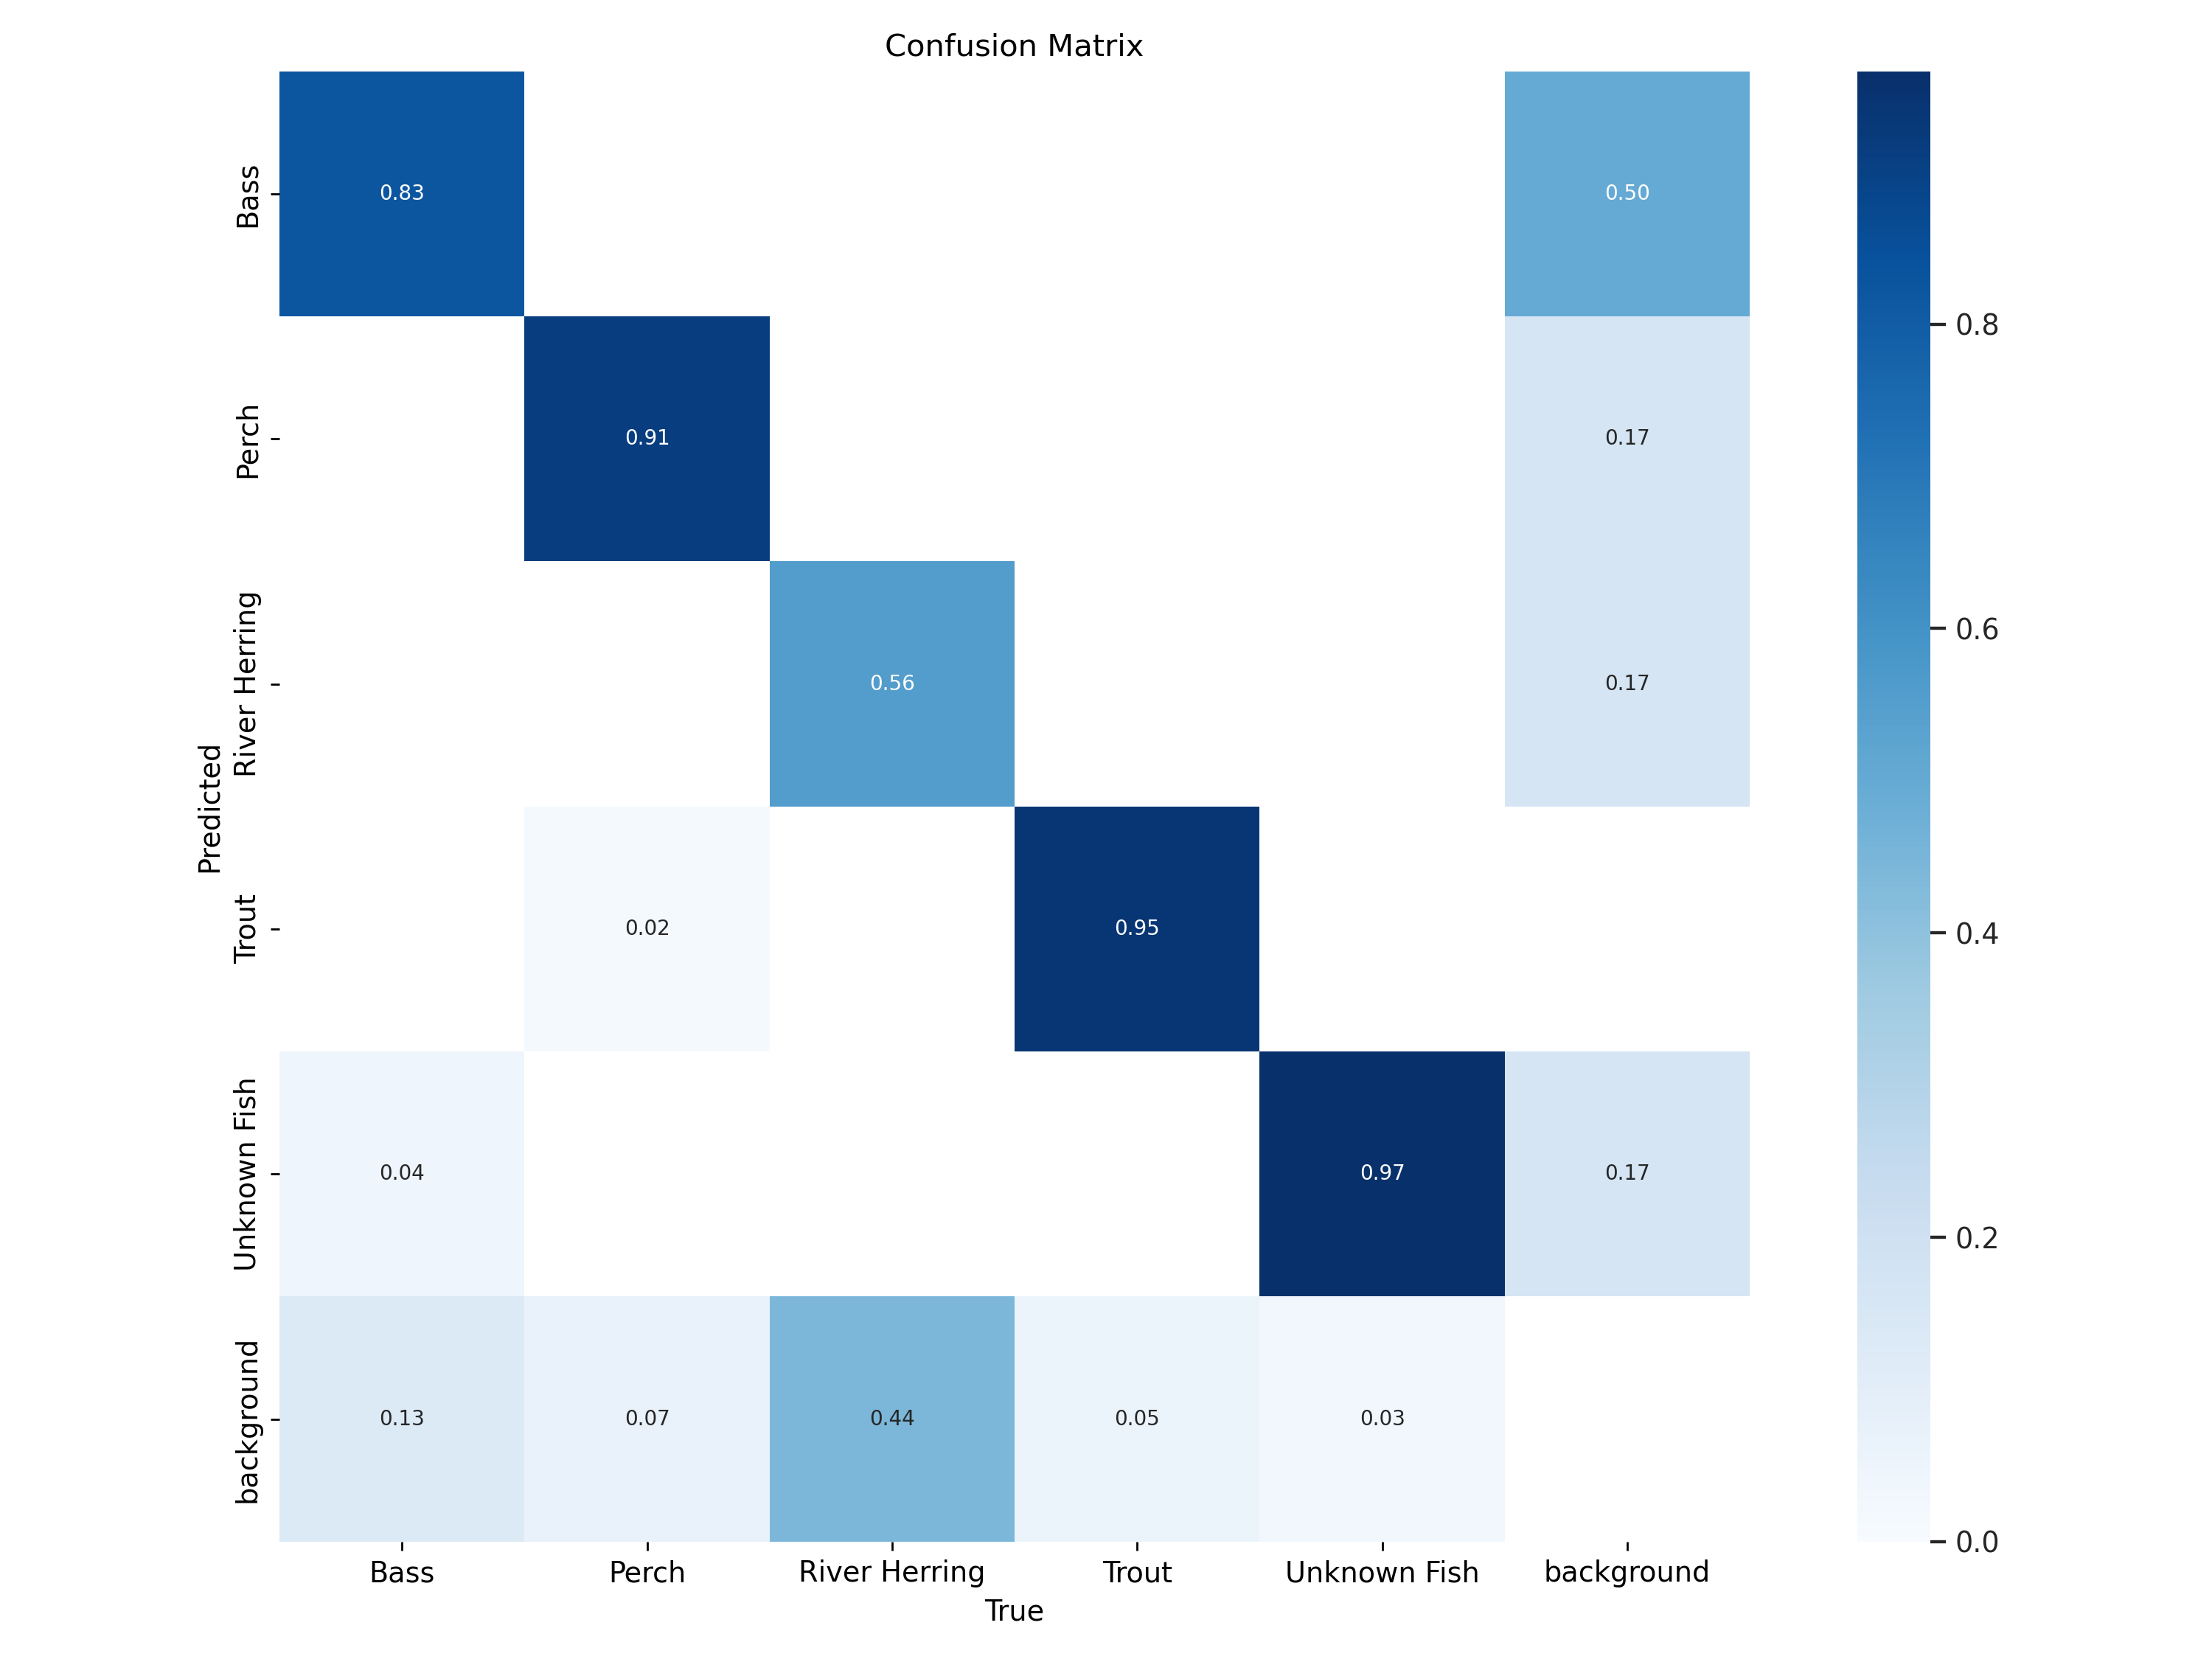 Confusion Matrix
Bass
0.83
0.50
0.8
Perch
0.91
0.17
0.6
River Herring
0.56
0.17
Predicted
Trout
0.02
0.95
0.4
Unknown Fish
0.04
0.97
0.17
0.2
background
0.13
0.07
0.44
0.05
0.03
0.0
Bass Perch River Herring Trout Unknown Fish background
True